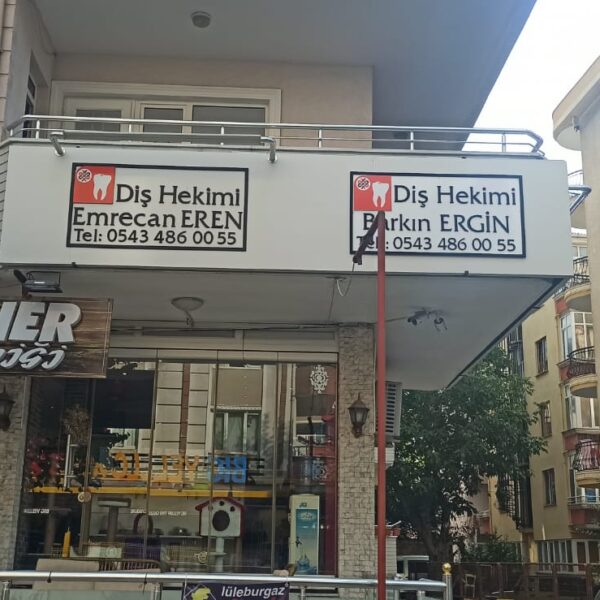 Diş Hekimi
Emrecan EREN
Tel: 0543 486 00 55
Diş Hekimi
Barkın ERGİN
Tel: 0543 486 00 55
lüleburgaz